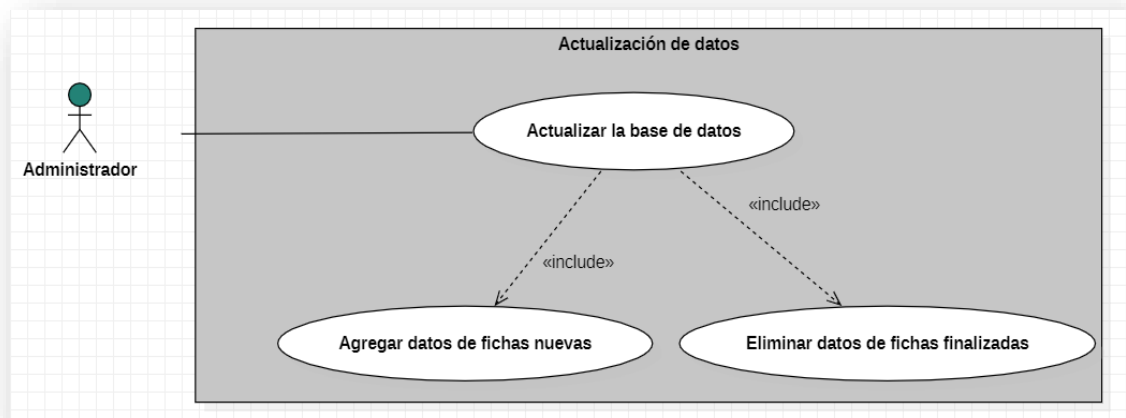 Actualización de datos
Actualizar la base de datos
Administrador
«include»
«include»
Agregar datos de fichas nuevas
Eliminar datos de fichas finalizadas